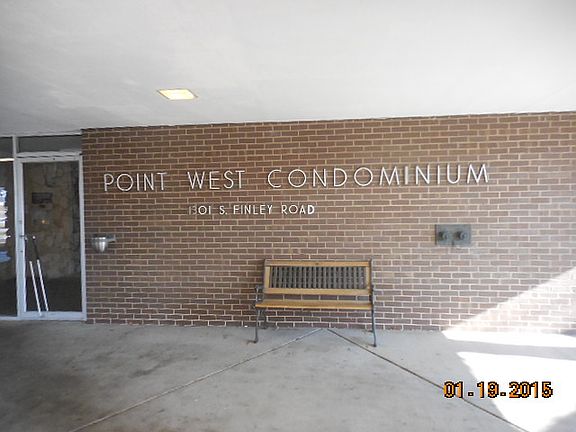 POINT WEST CONDOMINIUM
1301 S. FINLEY ROAD
01.19.2015